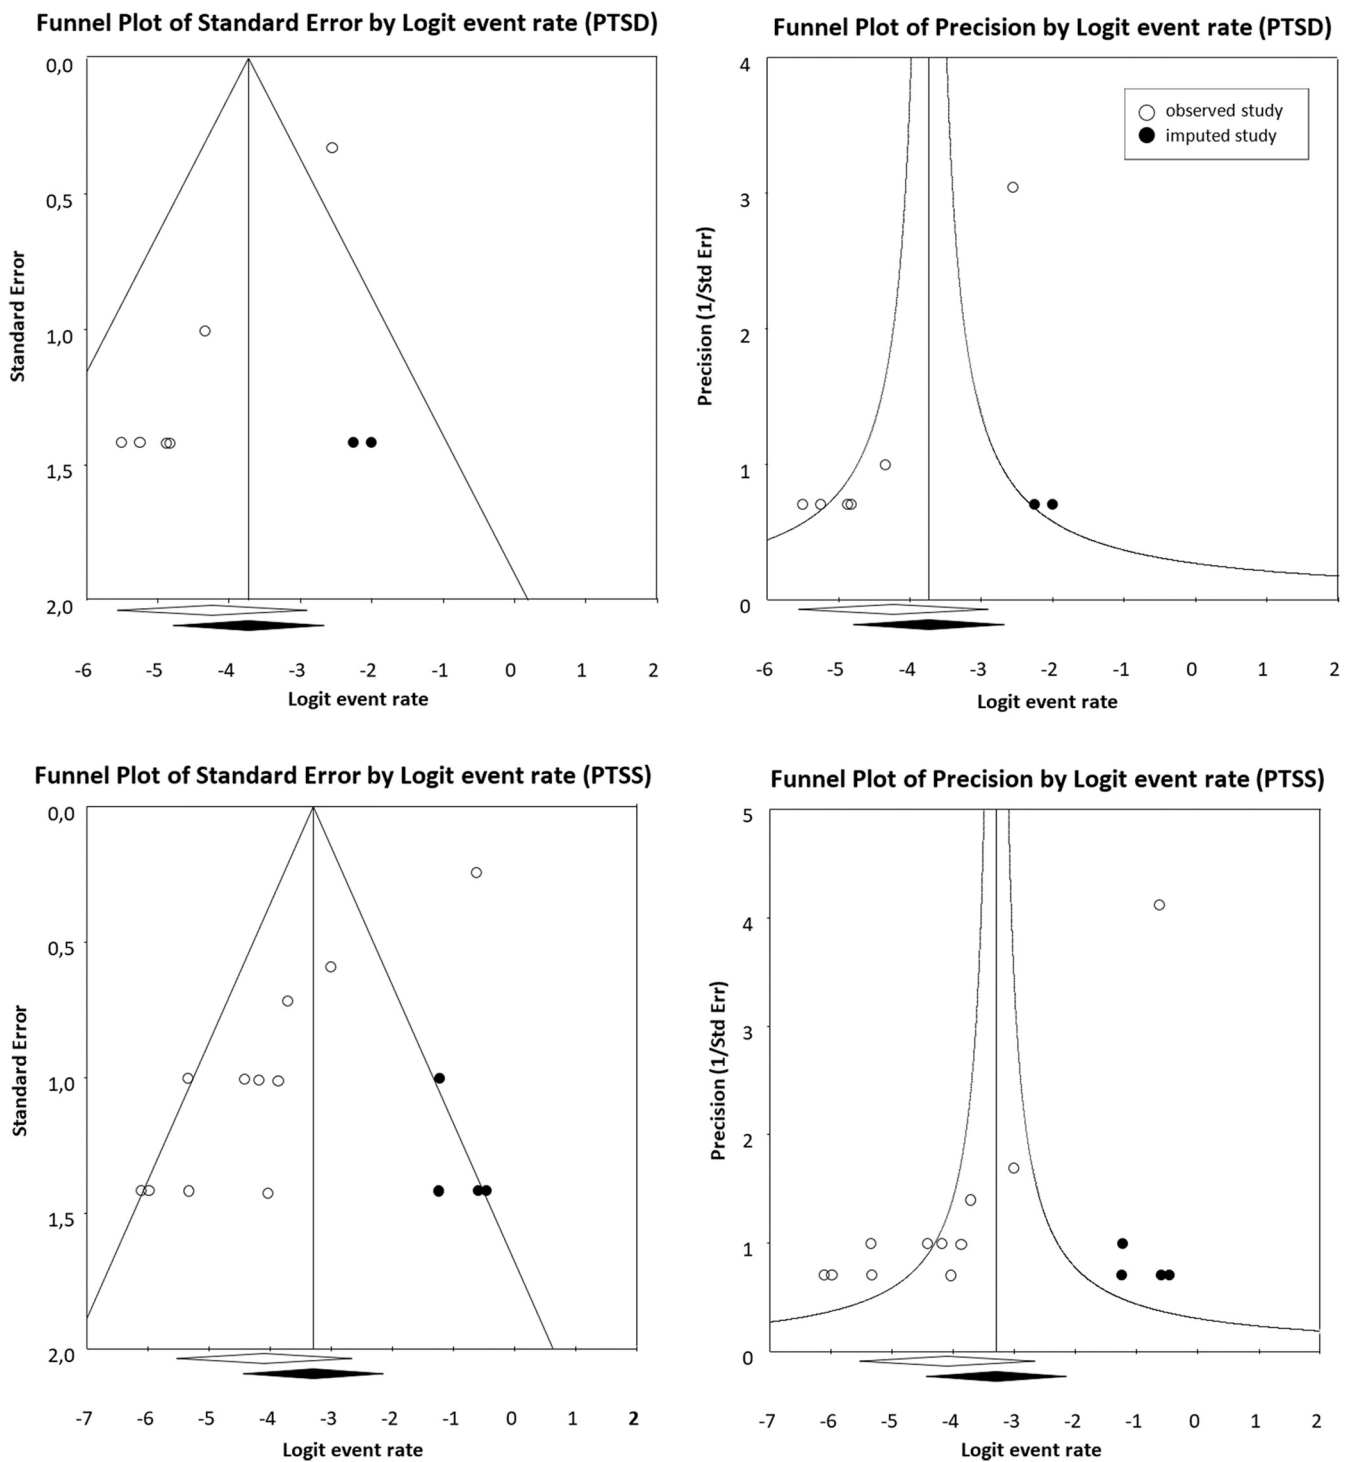 Funnel Plot of Standard Error by Logit event rate (PTSD)
0,0
0,5
1,0
1,5
2,0
Standard Error
-6 -5 -4 -3 -2 -1 0 1 2
Logit event rate
Funnel Plot of Precision by Logit event rate (PTSD)
observed study
imputed study
4
3
2
1
0
Precision (1/Std Err)
-6 -5 -4 -3 -2 -1 0 1 2
Logit event rate
Funnel Plot of Standard Error by Logit event rate (PTSS)
0,0
0,5
1,0
1,5
2,0
Standard Error
-7 -6 -5 -4 -3 -2 -1 0 1 2
Logit event rate
Funnel Plot of Precision by Logit event rate (PTSS)
5
4
3
2
1
0
Precision (1/Std Err)
-7 -6 -5 -4 -3 -2 -1 0 1 2
Logit event rate